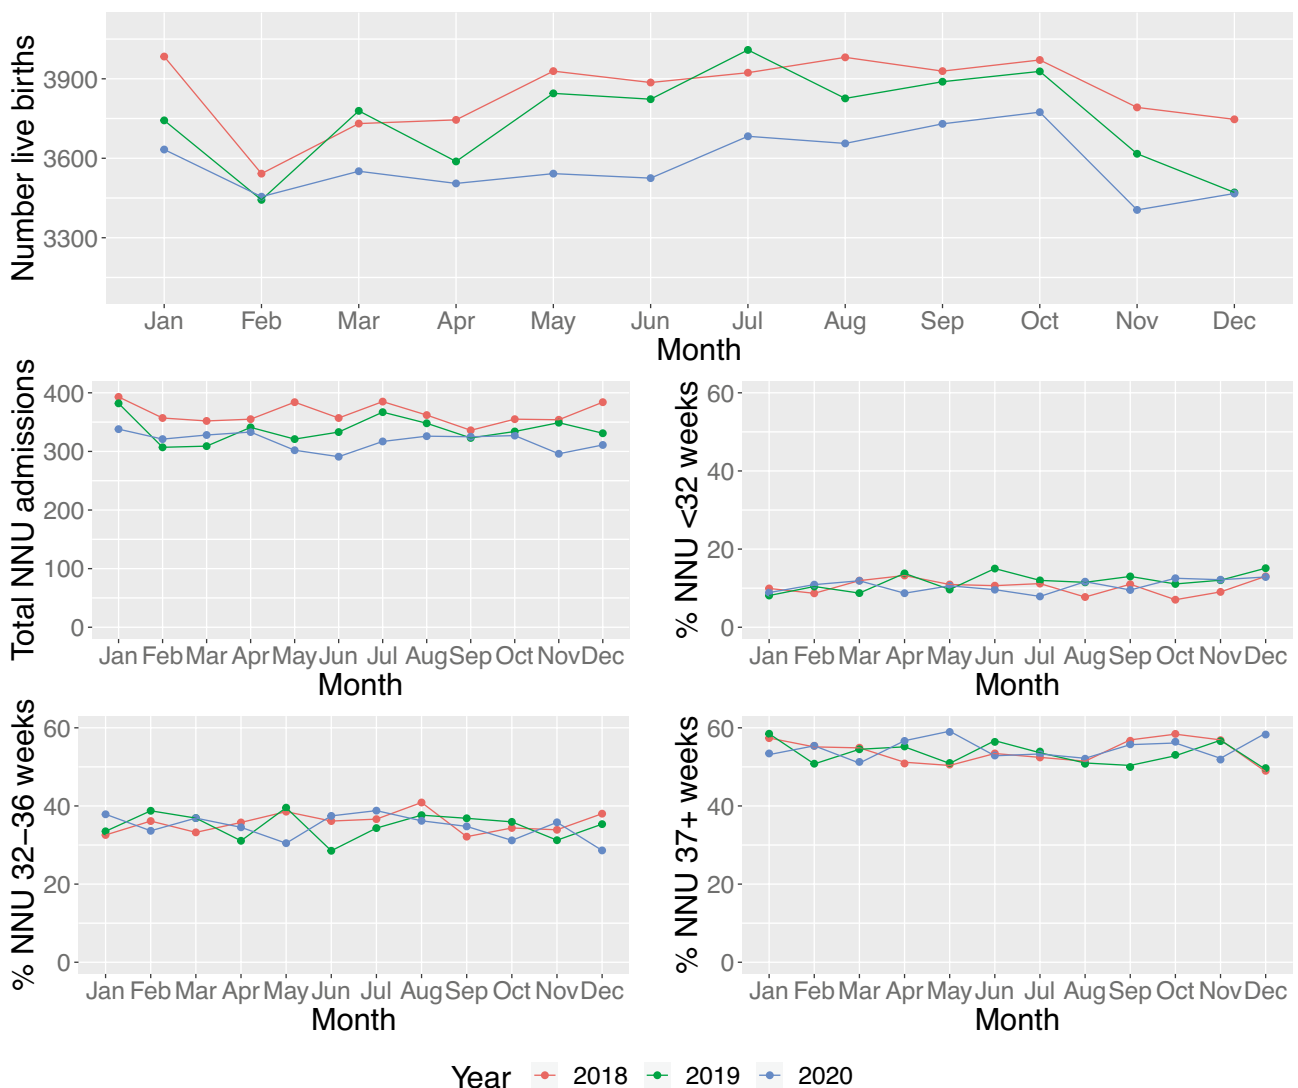 Number live births
3900
3600
3300
Jan Feb Mar Apr May Jun Jul Aug Sep Oct Nov Dec
Month
Total NNU admissions
400
300
200
100
0
Jan Feb Mar Apr May Jun Jul Aug Sep Oct Nov Dec
Month
% NNU <32 weeks
60
40
20
0
Jan Feb Mar Apr May Jun Jul Aug Sep Oct Nov Dec
Month
% NNU 32–36 weeks
60
40
20
0
Jan Feb Mar Apr May Jun Jul Aug Sep Oct Nov Dec
Month
% NNU 37+ weeks
60
40
20
0
Jan Feb Mar Apr May Jun Jul Aug Sep Oct Nov Dec
Month
Year 2018 2019 2020